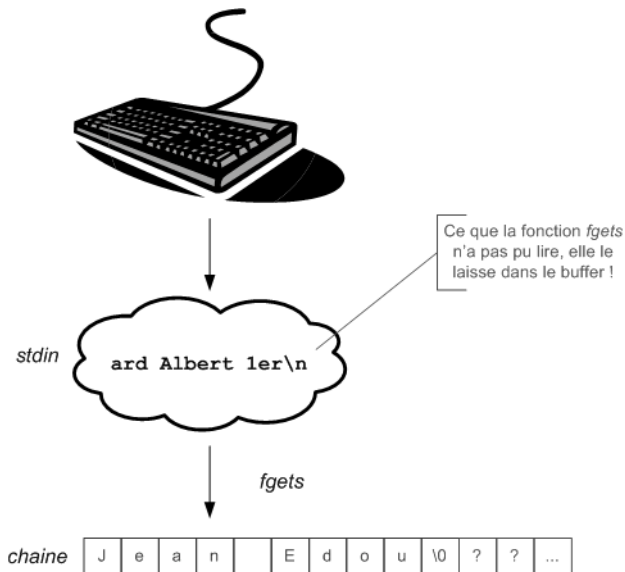 Ce que la fonction fgets
n'a pas pu lire, elle le
laisse dans le buffer !
stdin
ard Albert 1er\n
fgets
chaine J e a n E d o u \0 ? ? ...